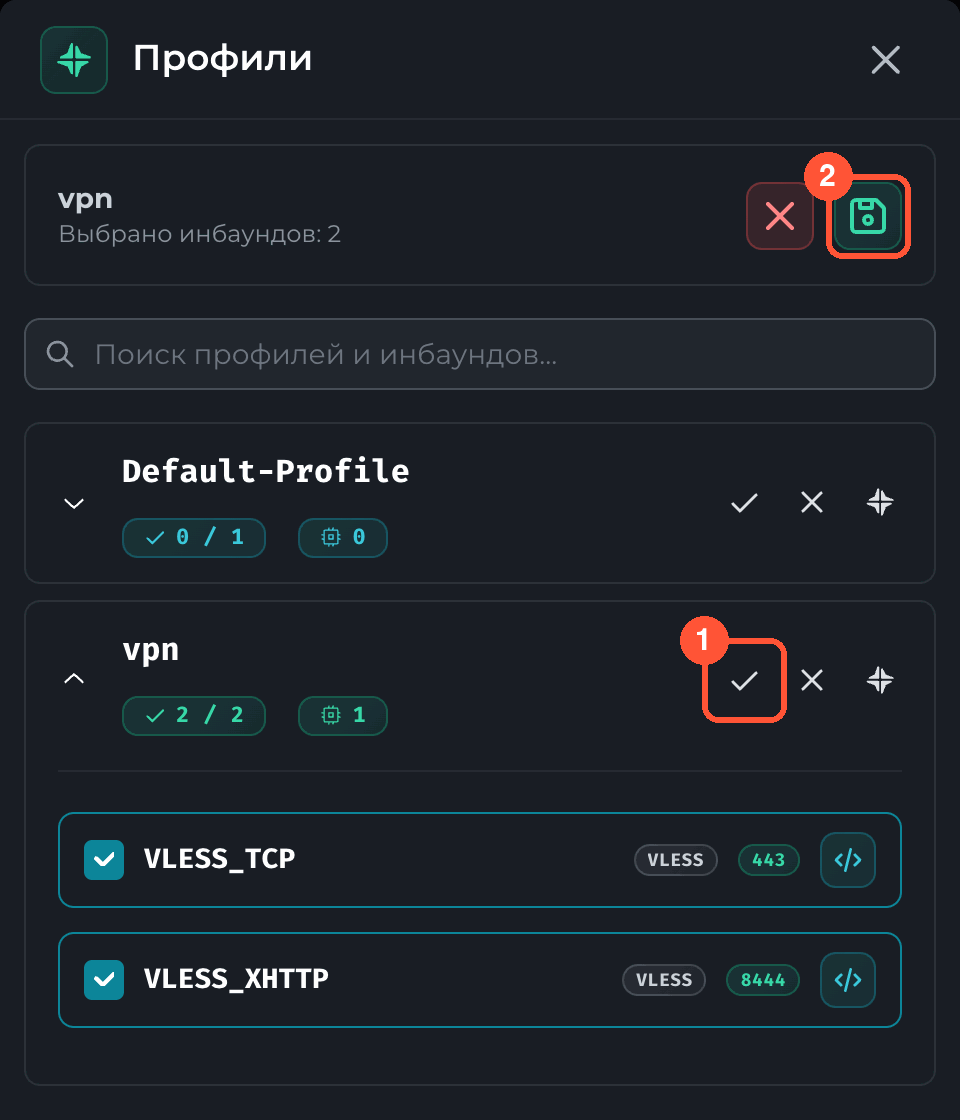 Профили
2
vpn
Выбрано инбаундов: 2
Поиск профилей и инбаундов...
Default-Profile
0 / 1
0
1
vpn
2 / 2
1
VLESS_TCP VLESS 443 </>
VLESS_XHTTP VLESS 8444 </>